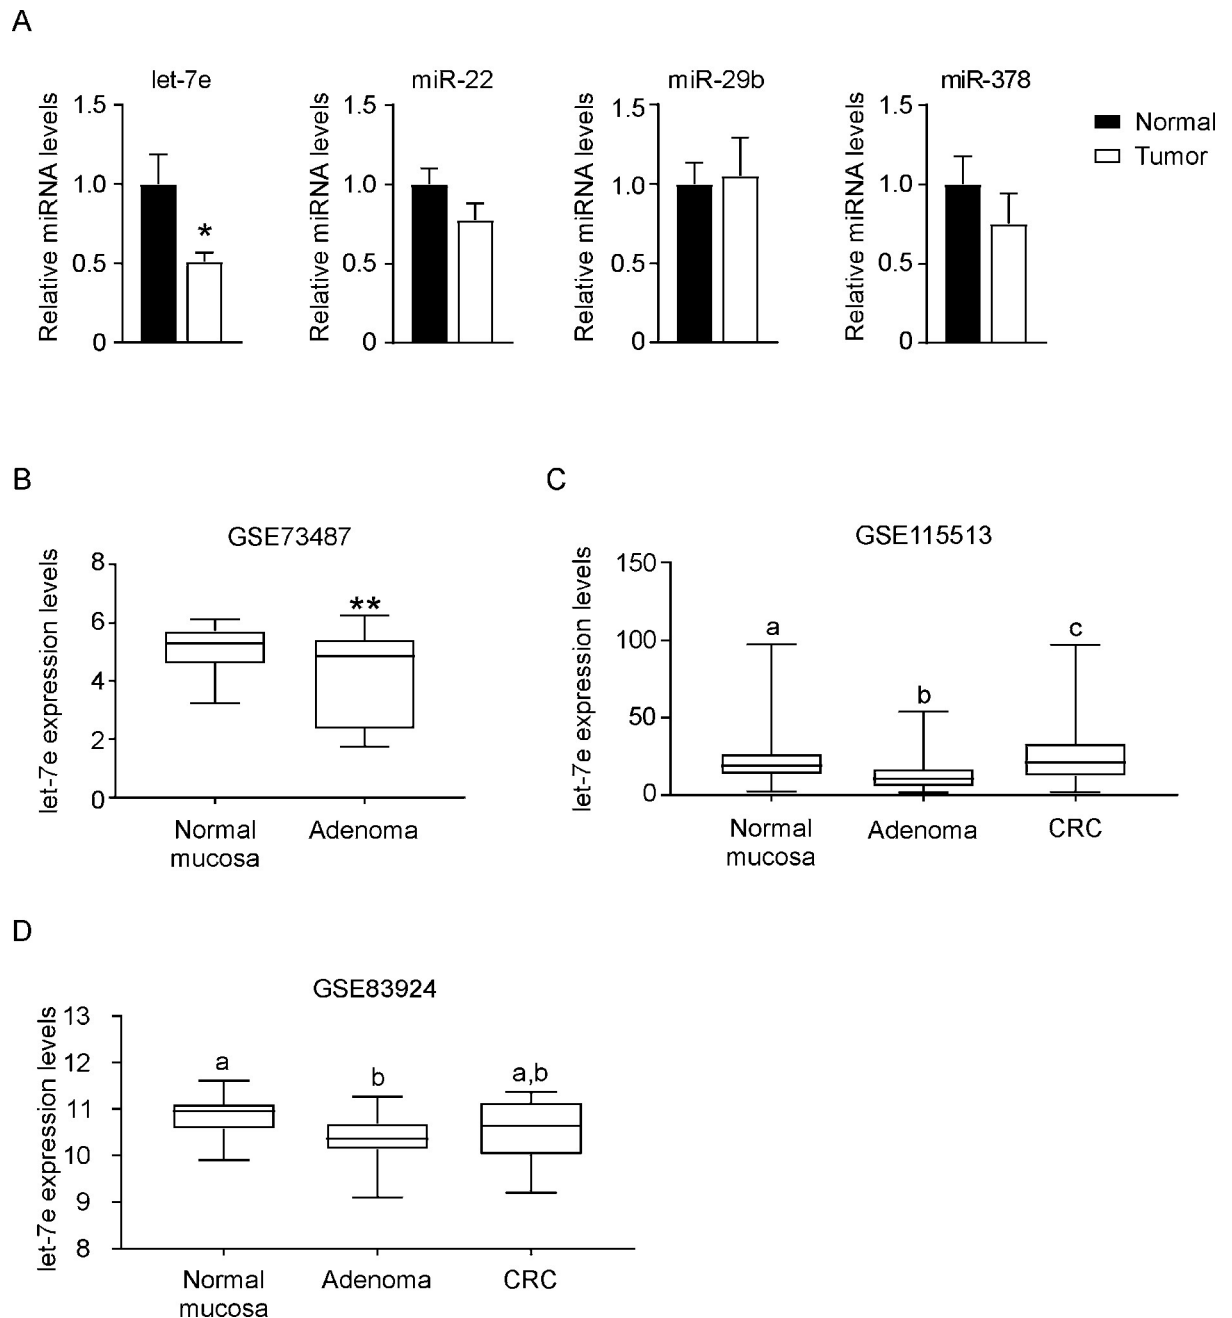 A
let-7e
miR-22
miR-29b
miR-378
Relative miRNA levels
1.5
1.0
0.5
0
*
Relative miRNA levels
1.5
1.0
0.5
0
Relative miRNA levels
1.5
1.0
0.5
0
Relative miRNA levels
1.5
1.0
0.5
0
Normal
Tumor
B
GSE73487
let-7e expression levels
8
6
4
2
0
**
Normal
mucosa
Adenoma
C
GSE115513
let-7e expression levels
150
100
50
0
a
b
c
Normal
mucosa
Adenoma
CRC
D
GSE83924
let-7e expression levels
13
12
11
10
9
8
a
b
a,b
Normal
mucosa
Adenoma
CRC